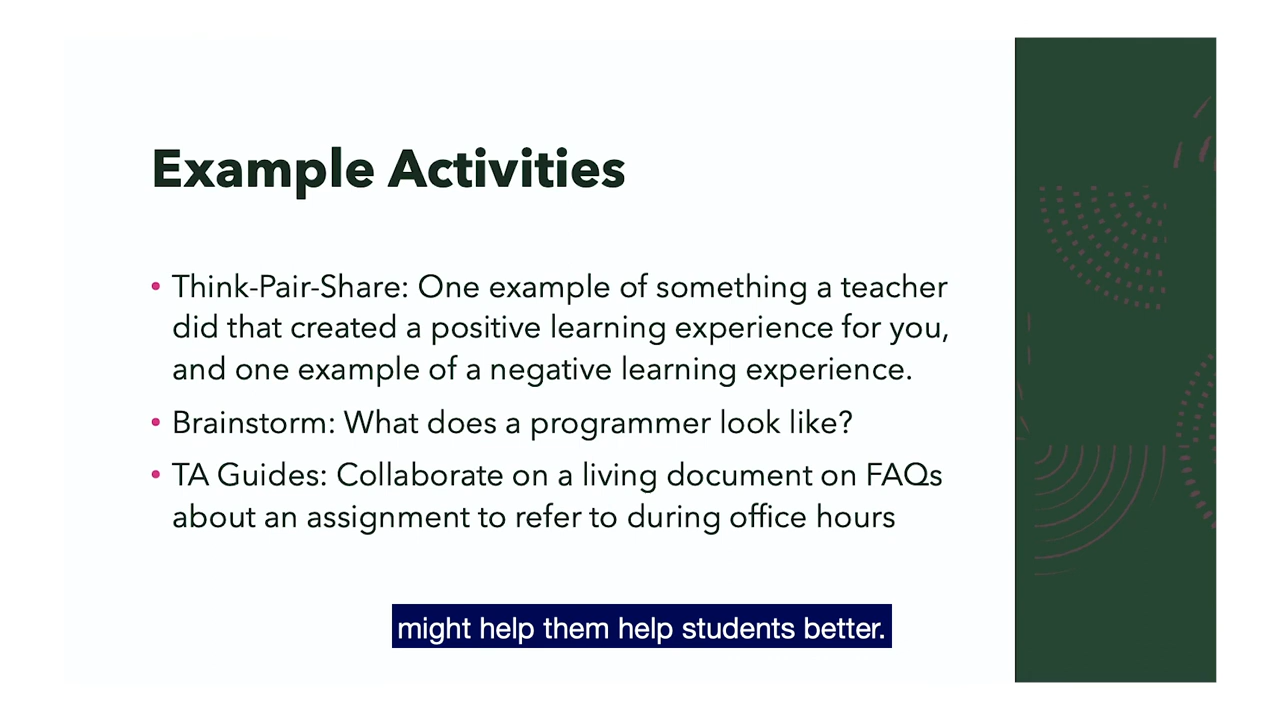 Example Activities
• Think-Pair-Share: One example of something a teacher
did that created a positive learning experience for you,
and one example of a negative learning experience.
• Brainstorm: What does a programmer look like?
• TA Guides: Collaborate on a living document on FAQs
about an assignment to refer to during office hours
might help them help students better.